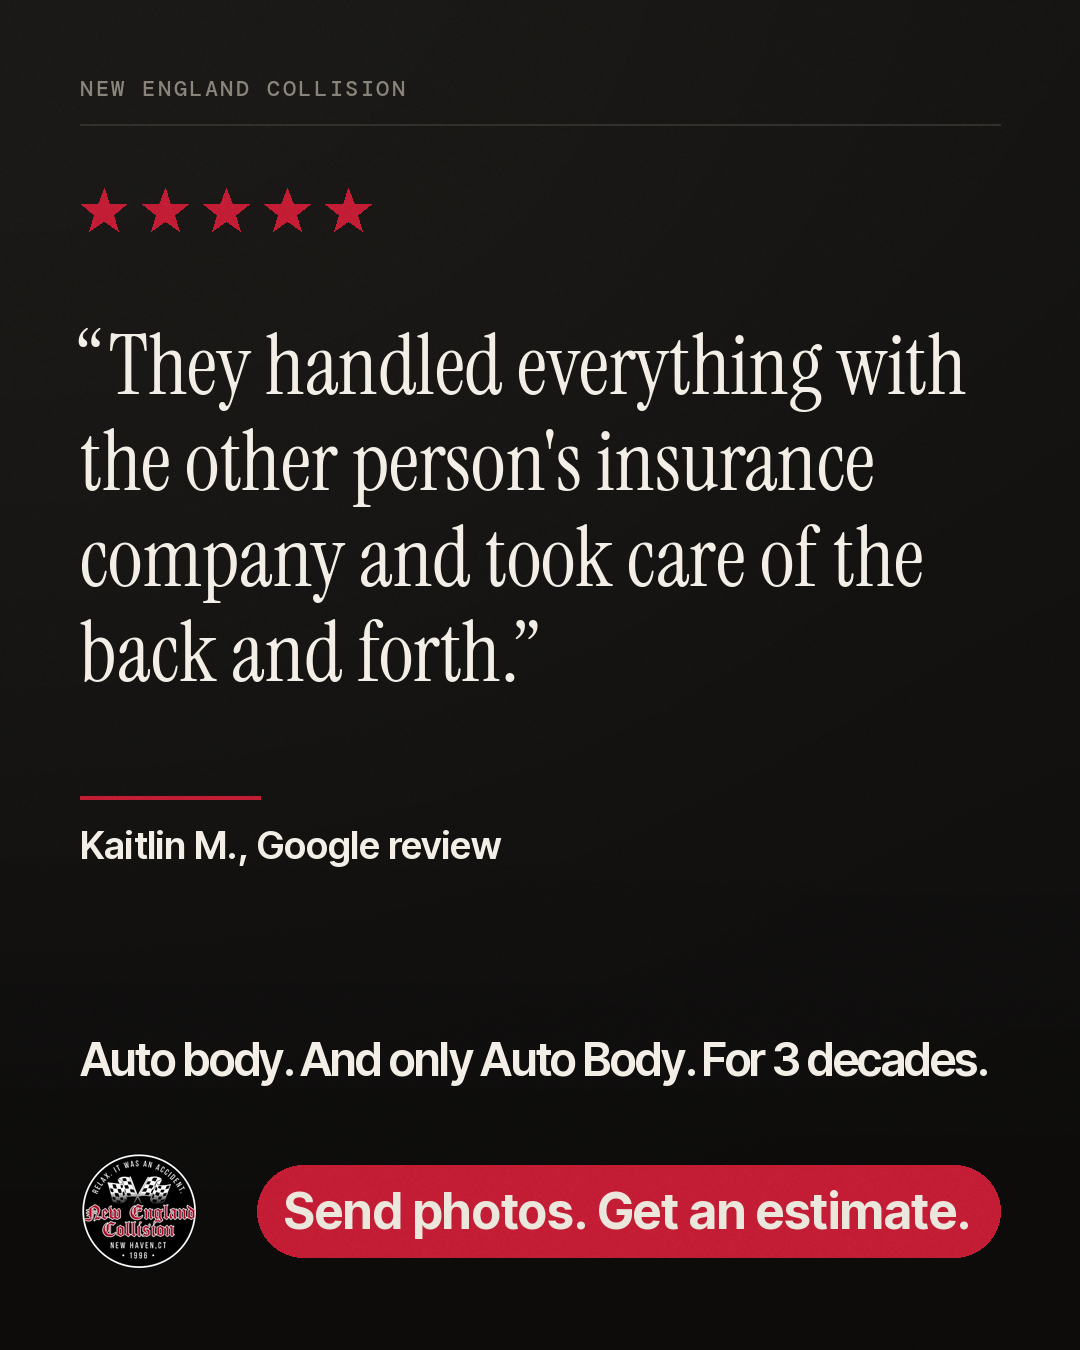 NEW ENGLAND COLLISION
“They handled everything with
the other person's insurance
company and took care of the
back and forth.”
Kaitlin M., Google review
Auto body. And only Auto Body. For 3 decades.
RELAX, IT WAS AN ACCIDENT.
New England
Collision
NEW HAVEN, CT
• 1996 •
Send photos. Get an estimate.